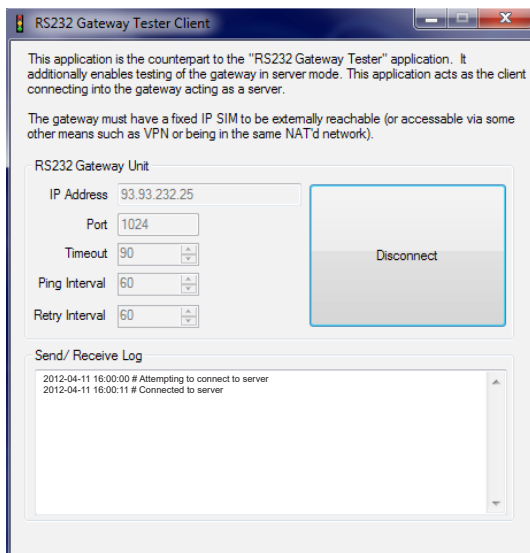 RS232 Gateway Tester Client
This application is the counterpart to the "RS232 Gateway Tester" application.  It
additionally enables testing of the gateway in server mode. This application acts as the client
connecting into the gateway acting as a server.
The gateway must have a fixed IP SIM to be externally reachable (or accessable via some
other means such as VPN or being in the same NAT'd network).
RS232 Gateway Unit
IP Address 93.93.232.25
Port 1024
Timeout 90
Ping Interval 60
Retry Interval 60
Disconnect
Send/ Receive Log
2012-04-11 16:00:00 # Attempting to connect to server
2012-04-11 16:00:11 # Connected to server